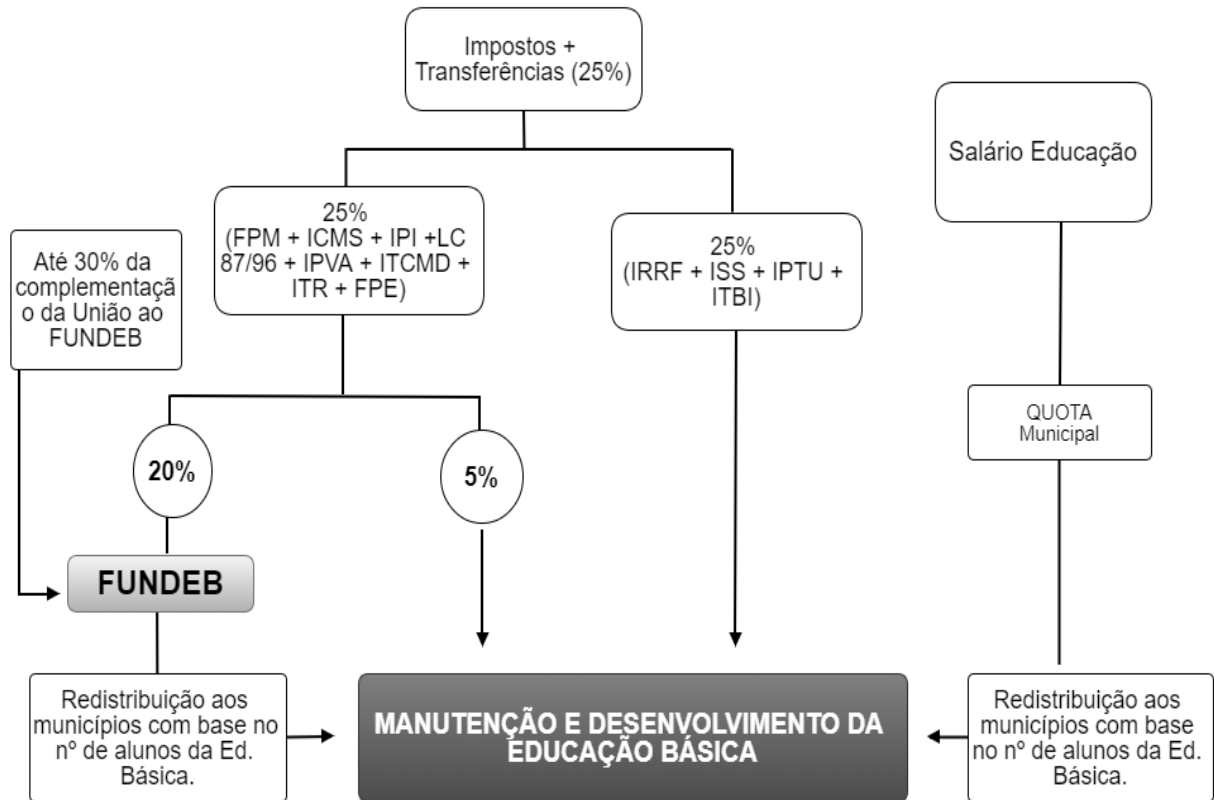 Impostos +
Transferências (25%)
Salário Educação
25%
(FPM + ICMS + IPI +LC
87/96 + IPVA + ITCMD +
ITR + FPE)
25%
(IRRF + ISS + IPTU +
ITBI)
Até 30% da
complementaçã
o da União ao
FUNDEB
QUOTA
Municipal
20%
5%
FUNDEB
Redistribuição aos
municípios com base no
nº de alunos da Ed.
Básica.
MANUTENÇÃO E DESENVOLVIMENTO DA
EDUCAÇÃO BÁSICA
Redistribuição aos
municípios com base
no nº de alunos da Ed.
Básica.